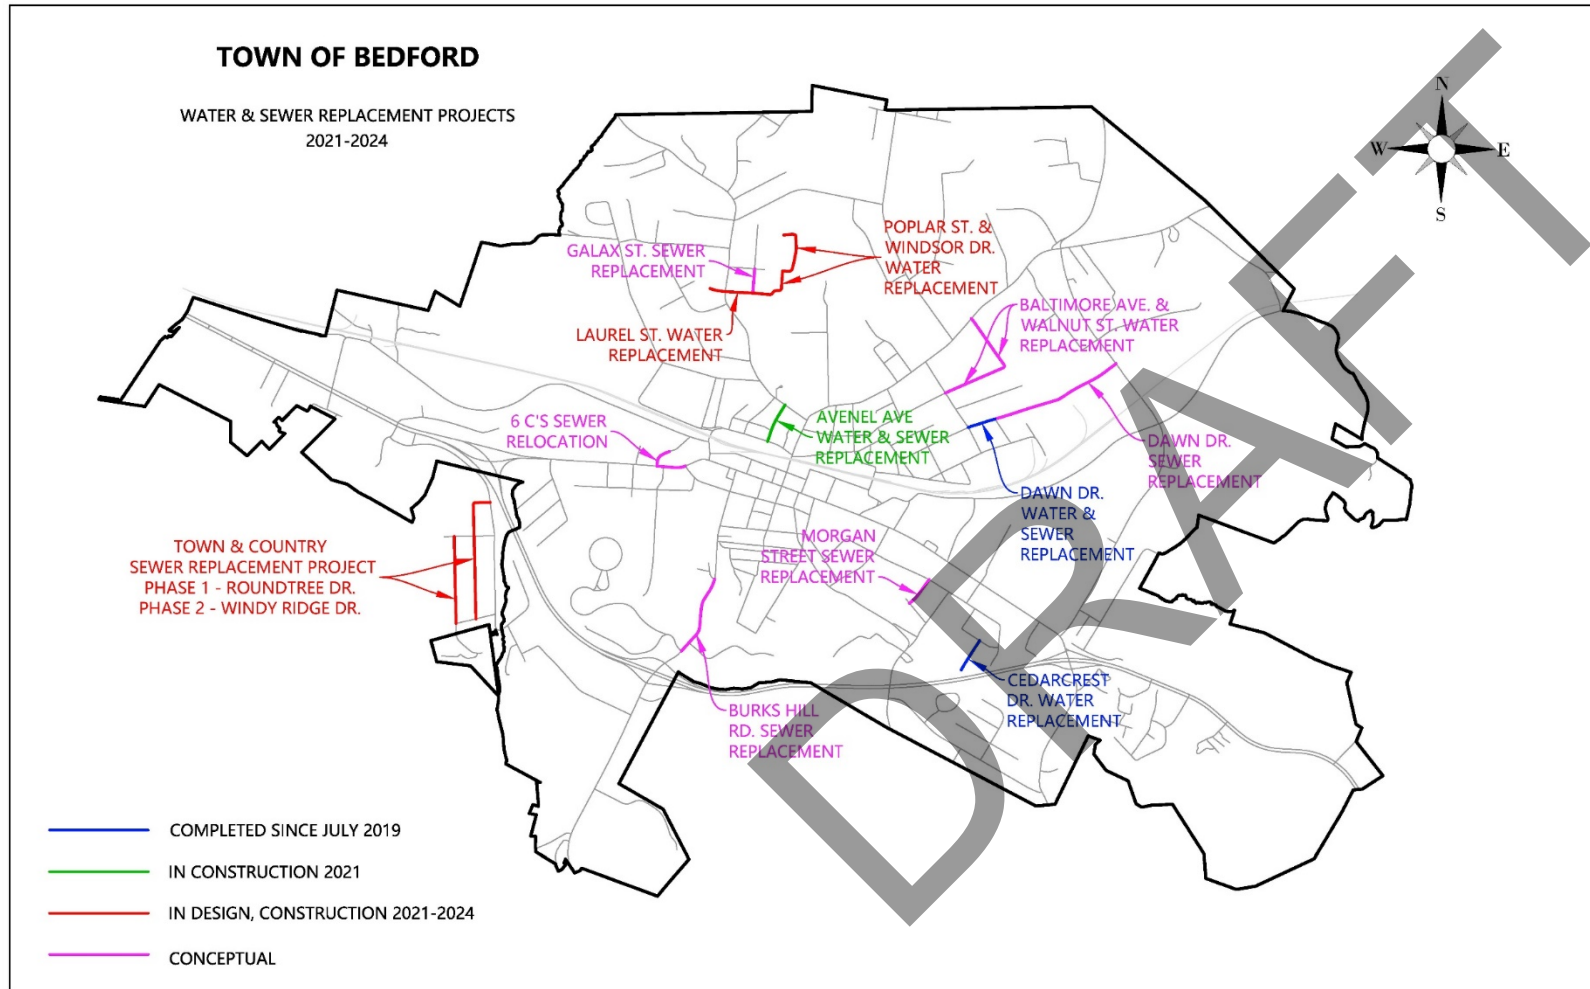 TOWN OF BEDFORD
WATER & SEWER REPLACEMENT PROJECTS
2021-2024
N
W
E
S
GALAX ST. SEWER
REPLACEMENT
POPLAR ST. &
WINDSOR DR.
WATER
REPLACEMENT
LAUREL ST. WATER
REPLACEMENT
BALTIMORE AVE. &
WALNUT ST. WATER
REPLACEMENT
6 C'S SEWER
RELOCATION
AVENEL AVE
WATER & SEWER
REPLACEMENT
DAWN DR.
SEWER
REPLACEMENT
DAWN DR.
WATER &
SEWER
REPLACEMENT
TOWN & COUNTRY
SEWER REPLACEMENT PROJECT
PHASE 1 - ROUNDTREE DR.
PHASE 2 - WINDY RIDGE DR.
MORGAN
STREET SEWER
REPLACEMENT
CEDARCREST
DR. WATER
REPLACEMENT
BURKS HILL
RD. SEWER
REPLACEMENT
COMPLETED SINCE JULY 2019
IN CONSTRUCTION 2021
IN DESIGN, CONSTRUCTION 2021-2024
CONCEPTUAL
DRAFT